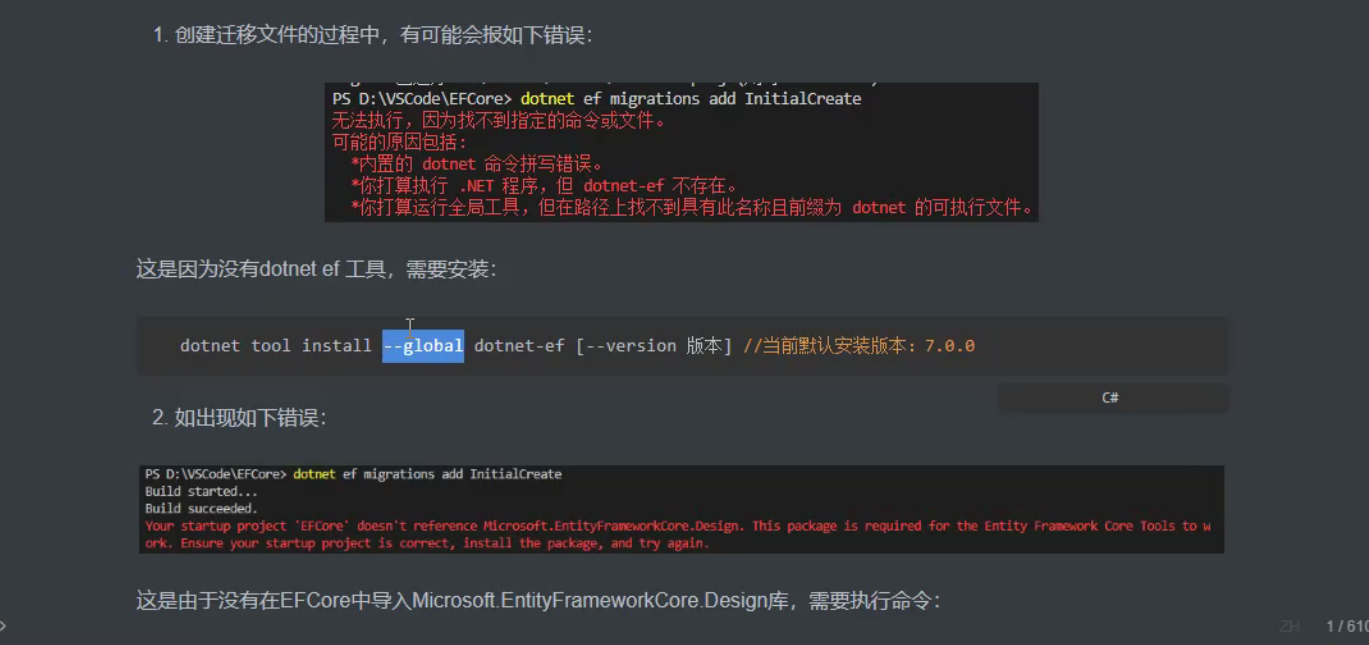 1. 创建迁移文件的过程中，有可能会报如下错误：
PS D:\VSCode\EFCore> dotnet ef migrations add InitialCreate
无法执行，因为找不到指定的命令或文件。
可能的原因包括：
*内置的 dotnet 命令拼写错误。
*你打算执行 .NET 程序，但 dotnet-ef 不存在。
*你打算运行全局工具，但在路径上找不到具有此名称且前缀为 dotnet 的可执行文件。
这是因为没有dotnet ef 工具，需要安装：
dotnet tool install --global dotnet-ef [--version 版本] //当前默认安装版本：7.0.0
C#
2. 如出现如下错误：
PS D:\VSCode\EFCore> dotnet ef migrations add InitialCreate
Build started...
Build succeeded.
Your startup project 'EFCore' doesn't reference Microsoft.EntityFrameworkCore.Design. This package is required for the Entity Framework Core Tools to w
ork. Ensure your startup project is correct, install the package, and try again.
这是由于没有在EFCore中导入Microsoft.EntityFrameworkCore.Design库，需要执行命令：
ZH 1 / 610